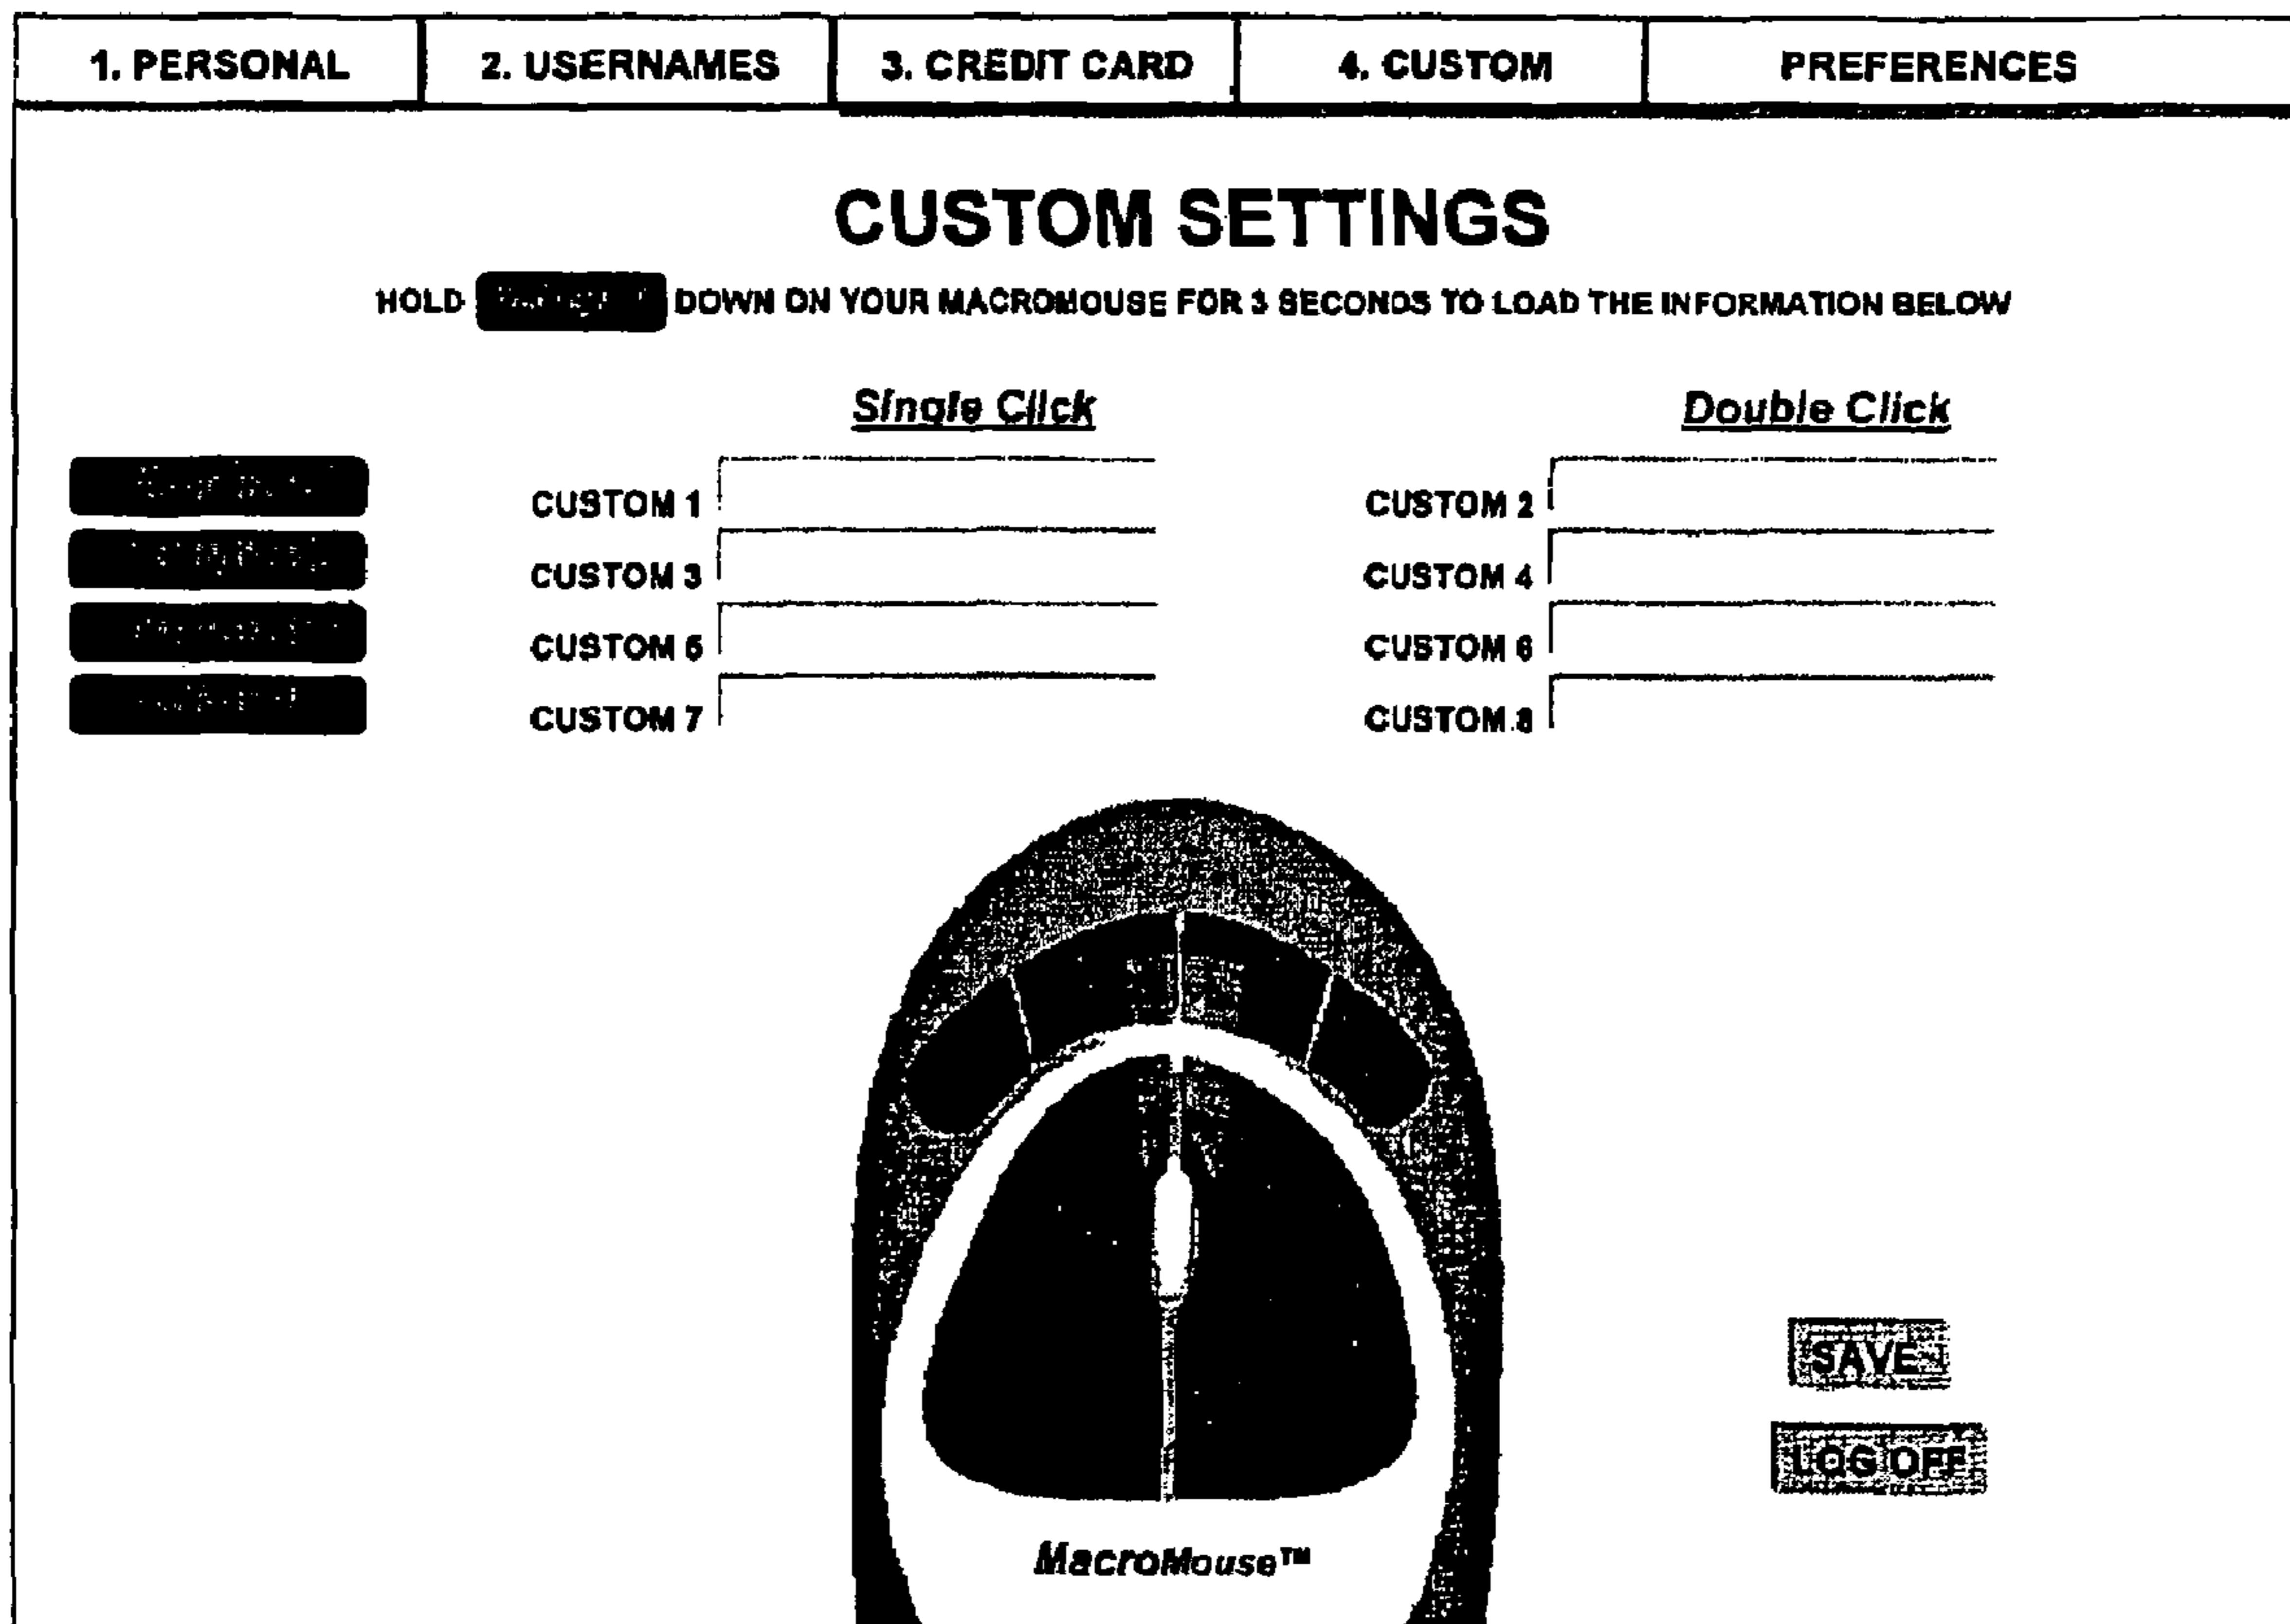 1. PERSONAL 2. USERNAMES 3. CREDIT CARD 4. CUSTOM PREFERENCES
CUSTOM SETTINGS
HOLD DOWN ON YOUR MACROMOUSE FOR 3 SECONDS TO LOAD THE INFORMATION BELOW
Single Click Double Click
CUSTOM 1 CUSTOM 2
CUSTOM 3 CUSTOM 4
CUSTOM 5 CUSTOM 6
CUSTOM 7 CUSTOM 8
SAVE
LOG OFF
MacroMouse™